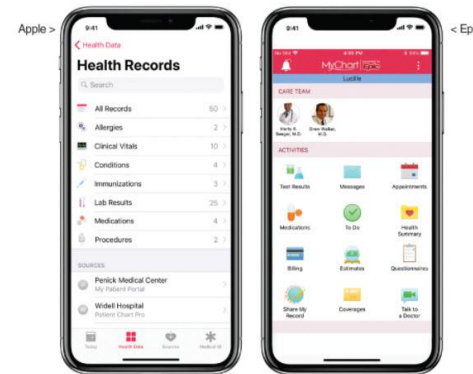 Apple >
9:41
< Health Data
Health Records
Search
All Records 50 >
Allergies 2 >
Clinical Vitals 10 >
Conditions 4 >
Immunizations 3 >
Lab Results 25 >
Medications 4 >
Procedures 2 >
SOURCES
Penick Medical Center
My Patient Portal
Widell Hospital
Patient Chart Pro
Today
Health Data
Sources
Medical ID
< Ep
9:41
MyChart Epic
Lucille
CARE TEAM
ACTIVITIES
Test Results
Messages
Appointments
Medications
To Do
Health
Summary
Billing
Estimates
Questionnaires
Share My
Record
Coverages
Talk to
a Doctor